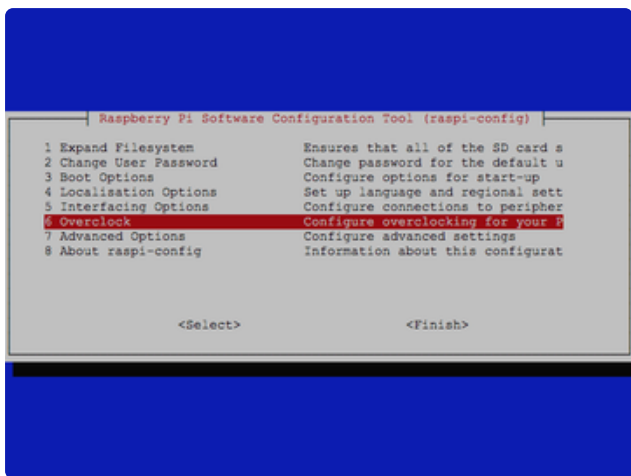 Raspberry Pi Software Configuration Tool (raspi-config)
1 Expand Filesystem Ensures that all of the SD card s
2 Change User Password Change password for the default u
3 Boot Options Configure options for start-up
4 Localisation Options Set up language and regional sett
5 Interfacing Options Configure connections to peripher
6 Overclock Configure overclocking for your P
7 Advanced Options Configure advanced settings
8 About raspi-config Information about this configurat
<Select> <Finish>